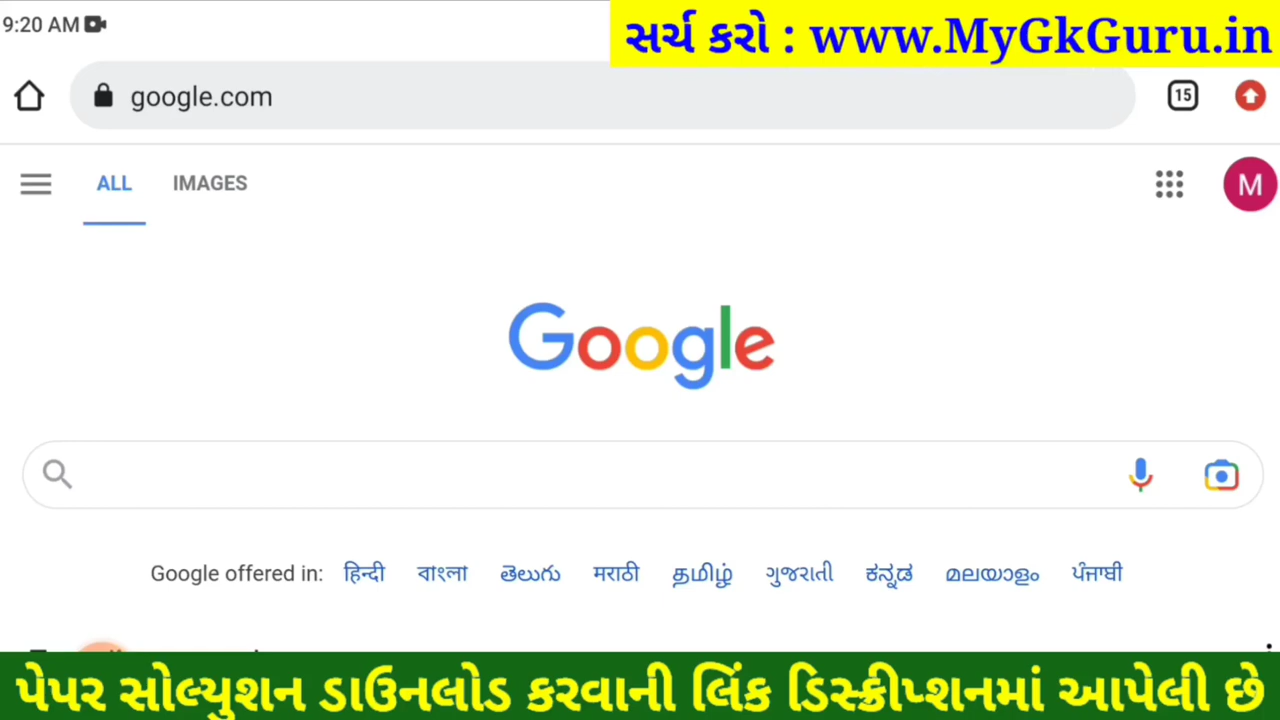 9:20 AM
સર્ચ કરો : www.MyGkGuru.in
google.com
15
ALL IMAGES
M
Google
Google offered in: हिन्दी বাংলা తెలుగు मराठी தமிழ் ગુજરાતી ಕನ್ನಡ മലയാളം ਪੰਜਾਬੀ
પેપર સોલ્યુશન ડાઉનલોડ કરવાની લિંક ડિસ્ક્રીપ્શનમાં આપેલી છે